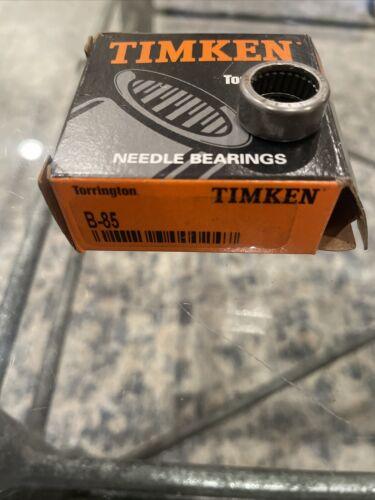 TIMKEN
To
NEEDLE BEARINGS
Torrington
TIMKEN
B-85